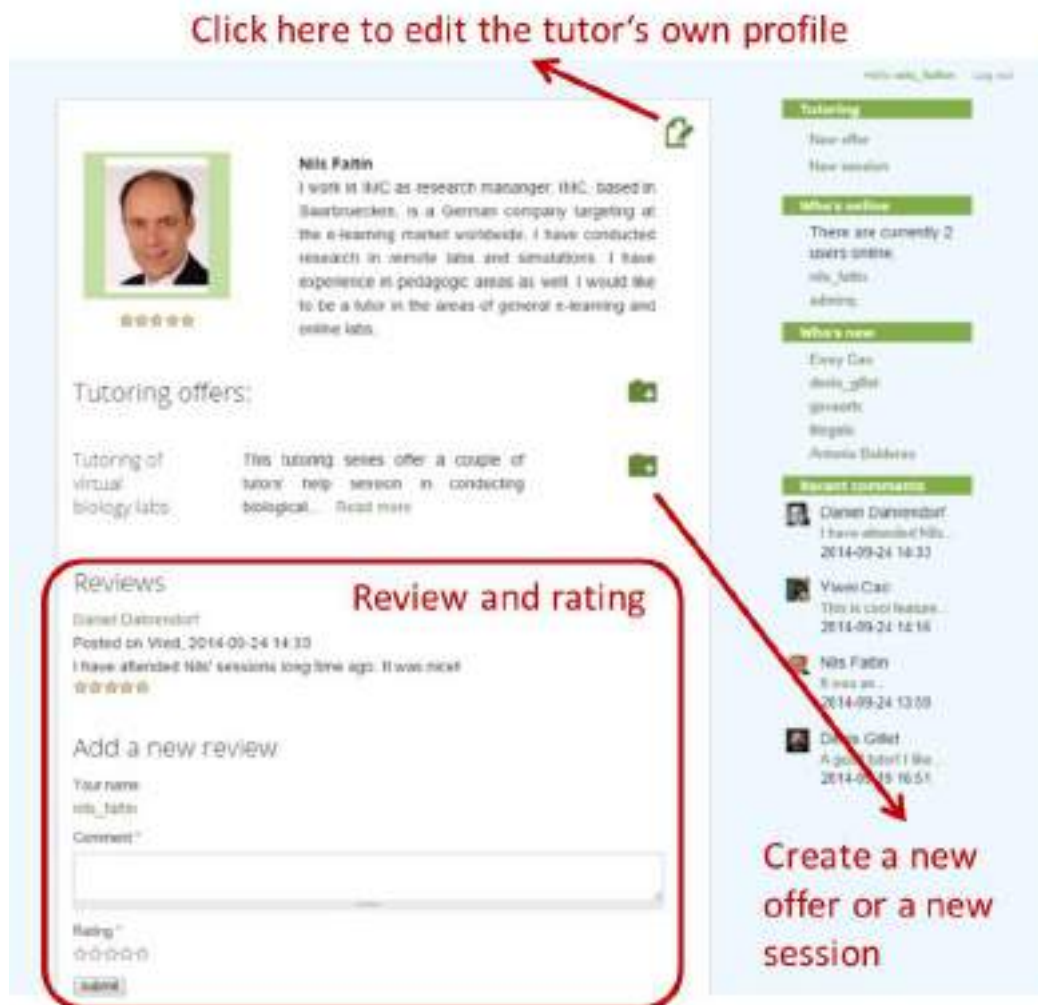 Click here to edit the tutor's own profile
Hello nils_faltin Log out
Nils Faltin
I work in IMC as research mananger. IMC, based in
Saarbruecken, is a German company targeting at
the e-learning market worldwide. I have conducted
research in remote labs and simulations. I have
experience in pedagogic areas as well. I would like
to be a tutor in the areas of general e-learning and
online labs.
Tutoring offers:
Tutoring of
virtual
biology labs
This tutoring series offer a couple of
tutors' help session in conducting
biological... Read more
Reviews
Review and rating
Daniel Dahrendorf
Posted on Wed, 2014-09-24 14:33
I have attended Nils' sessions long time ago. It was nice!
Add a new review
Your name
nils_faltin
Comment *
Rating *
submit
Tutoring
New offer
New session
Who's online
There are currently 2
users online.
nils_faltin
Who's new
denis_gillet
govaerts
Recent comments
Daniel Dahrendorf
I have attended Nils...
2014-09-24 14:33
Yiwei Cao
This is cool feature...
2014-09-24 14:16
Nils Faltin
It was an...
2014-09-24 13:59
Denis Gillet
A good tutor! I like...
16:51
Create a new
offer or a new
session